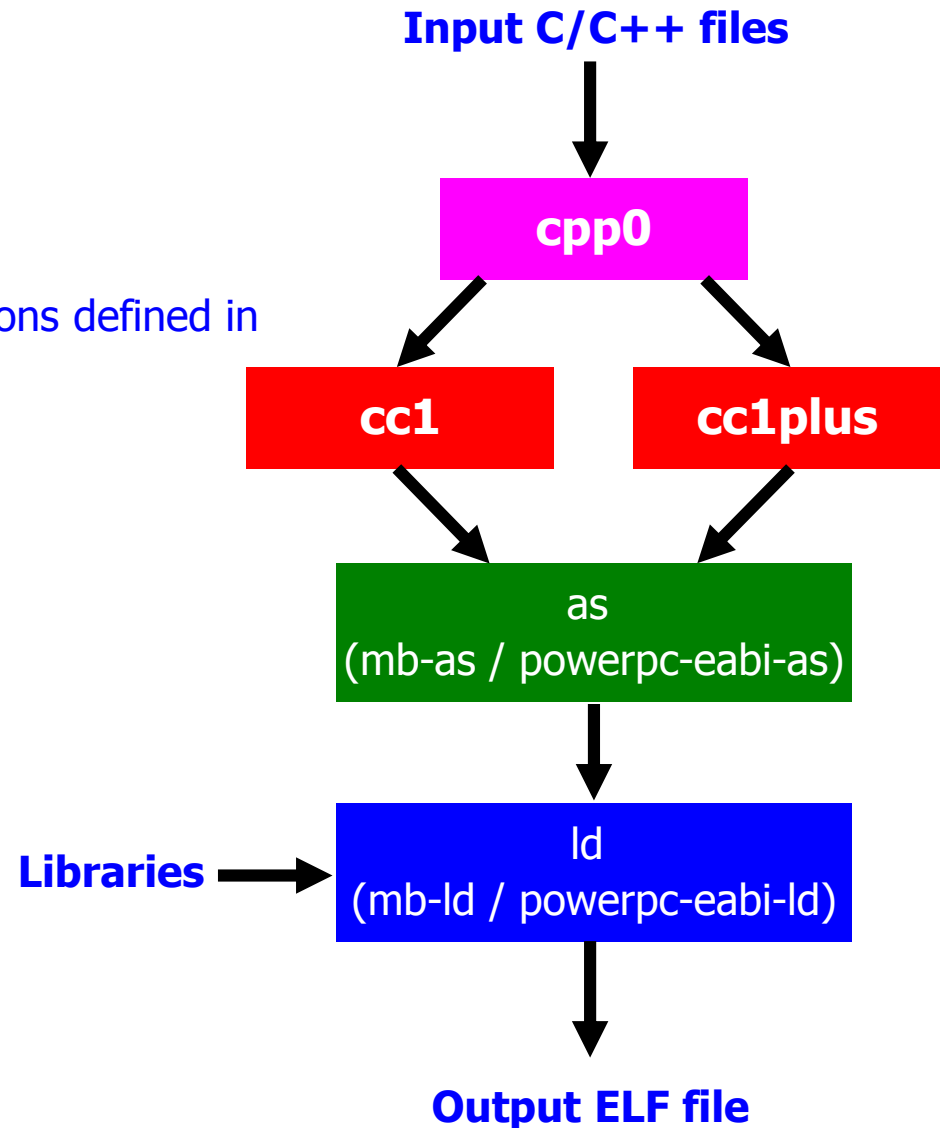 Input C/C++ files
cpp0
ons defined in
cc1
cc1plus
as
(mb-as / powerpc-eabi-as)
ld
(mb-ld / powerpc-eabi-ld)
Libraries
Output ELF file